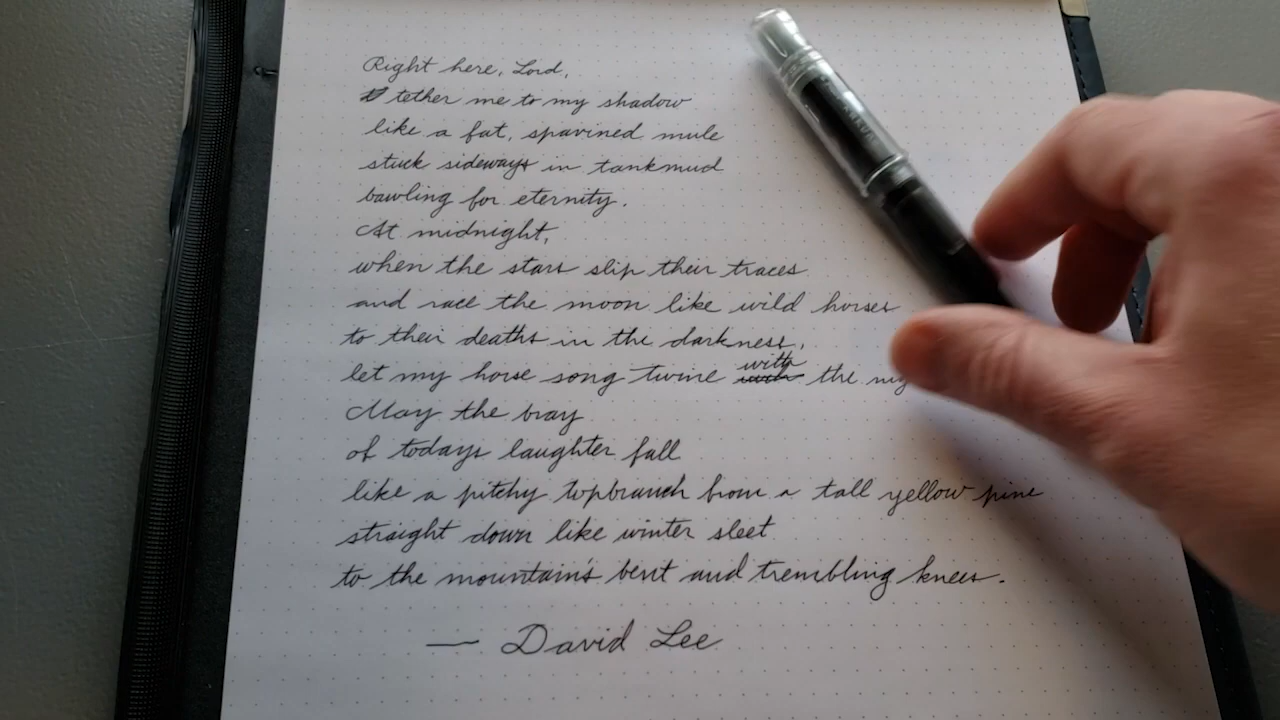 Right here, Lord,
tether me to my shadow
like a fat, spavined mule
stuck sideways in tankmud
bawling for eternity.
At midnight,
when the stars slip their traces
and race the moon like wild horses
to their deaths in the darkness,
let my horse song twine with the
May the bray
of todays laughter fall
like a pitchy topbranch from a tall yellow pine
straight down like winter sleet
to the mountain's bent and trembling knees.
— David Lee